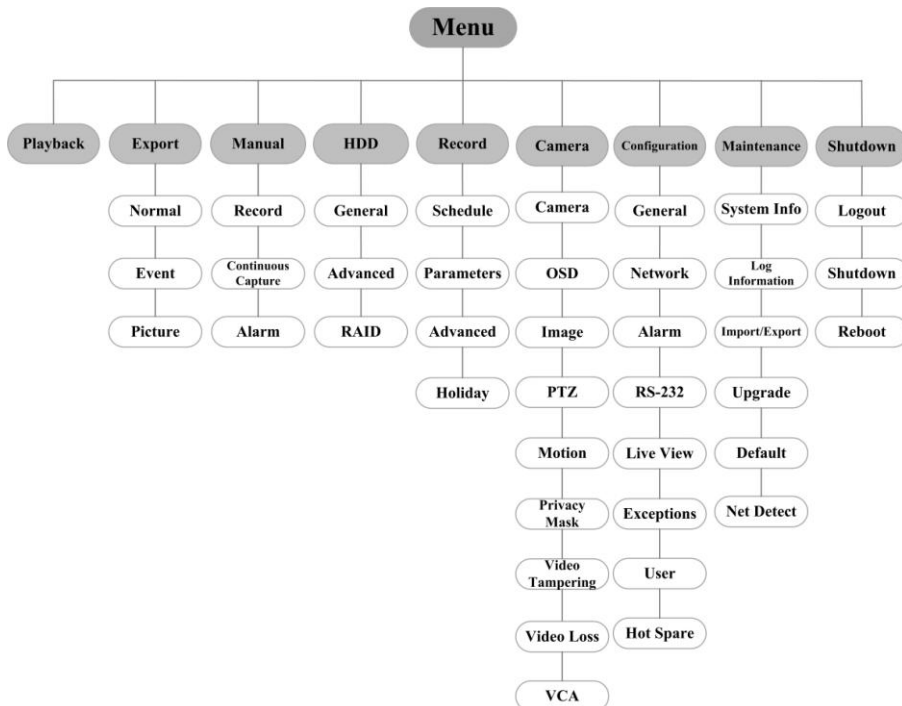 Menu
Playback
Export
Manual
HDD
Record
Camera
Configuration
Maintenance
Shutdown
Normal
Record
General
Schedule
Camera
General
System Info
Logout
Event
Continuous
Capture
Advanced
Parameters
OSD
Network
Log
Information
Shutdown
Picture
Alarm
RAID
Advanced
Image
Alarm
Import/Export
Reboot
Holiday
PTZ
RS-232
Upgrade
Motion
Live View
Default
Privacy
Mask
Exceptions
Net Detect
Video
Tampering
User
Video Loss
Hot Spare
VCA